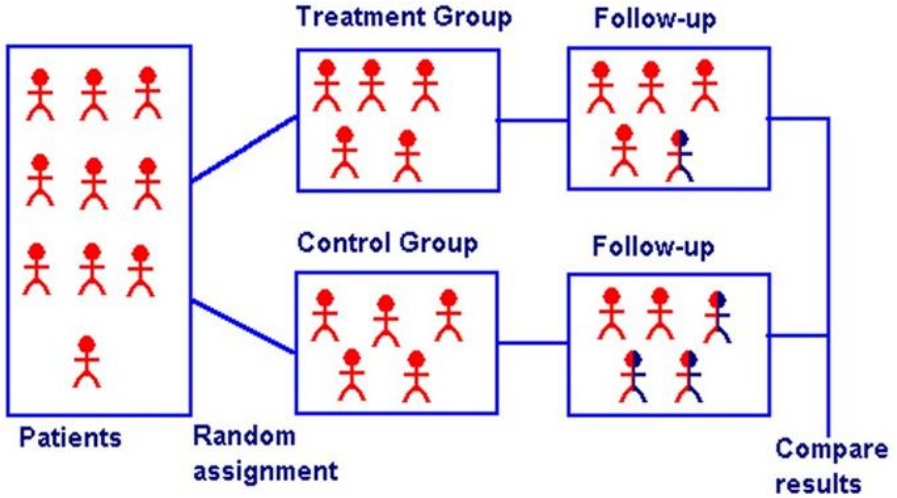 Treatment Group
Follow-up
Control Group
Follow-up
Patients
Random
assignment
Compare
results